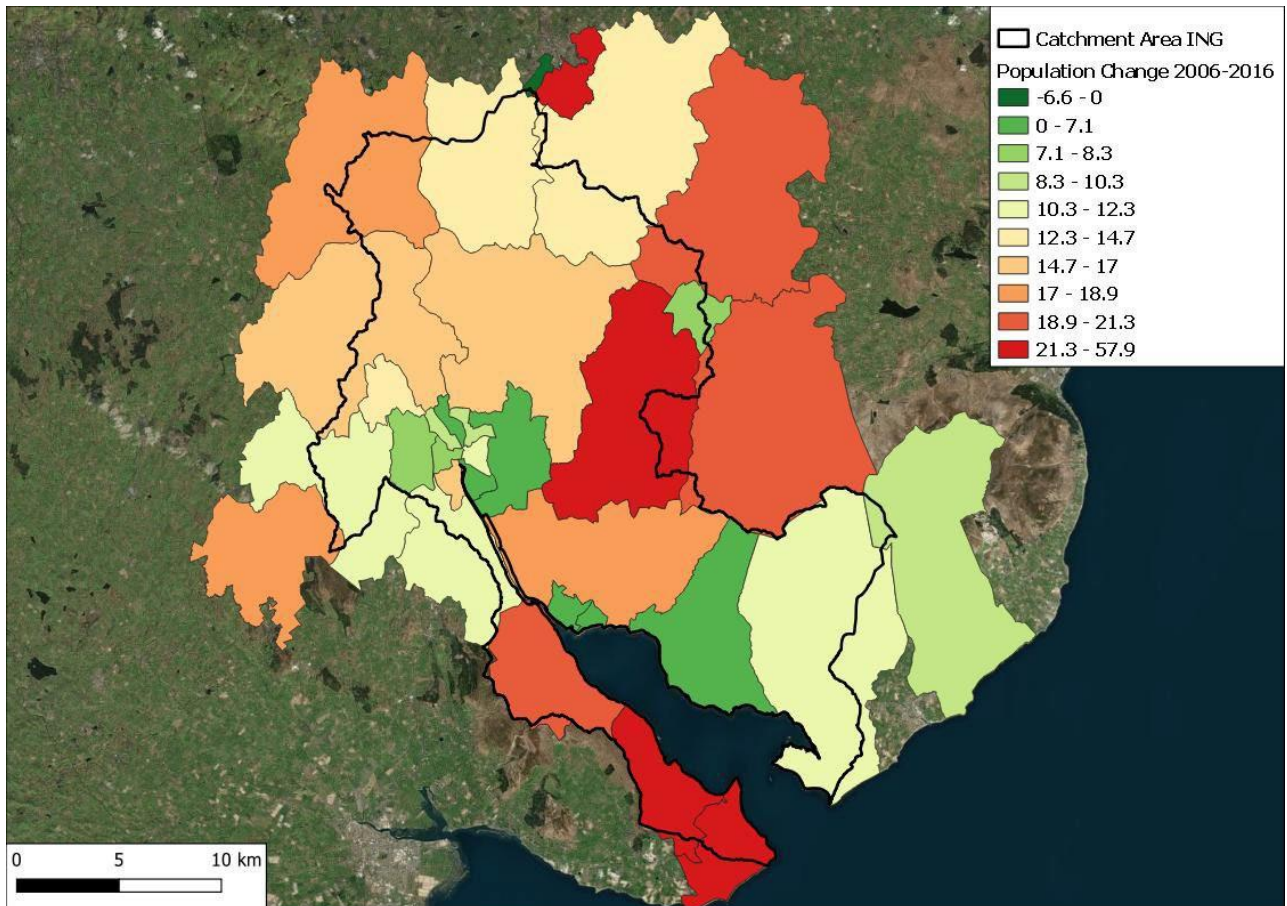 Catchment Area ING
Population Change 2006-2016
-6.6 - 0
0 - 7.1
7.1 - 8.3
8.3 - 10.3
10.3 - 12.3
12.3 - 14.7
14.7 - 17
17 - 18.9
18.9 - 21.3
21.3 - 57.9
0 5 10 km